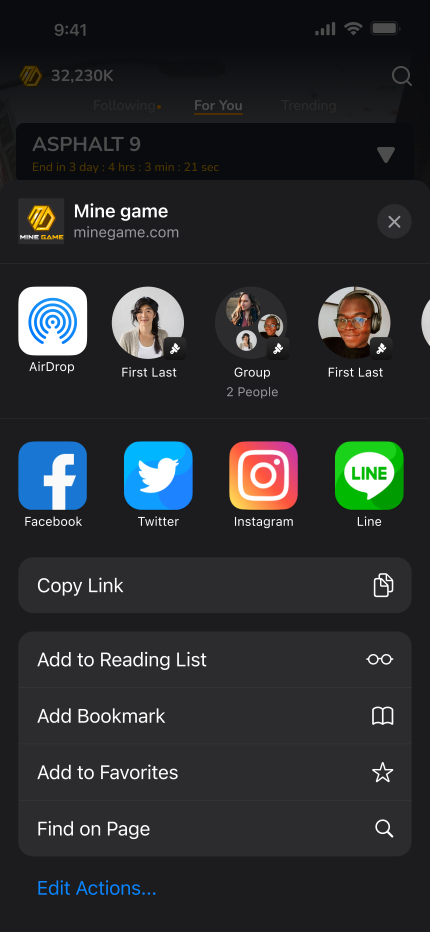 9:41
32,230K
Following
For You
Trending
ASPHALT 9
End in 3 day : 4 hrs : 3 min : 21 sec
MINE GAME
Mine game
minegame.com
AirDrop
First Last
Group
2 People
First Last
LINE
Facebook
Twitter
Instagram
Line
Copy Link
Add to Reading List
Add Bookmark
Add to Favorites
Find on Page
Edit Actions...